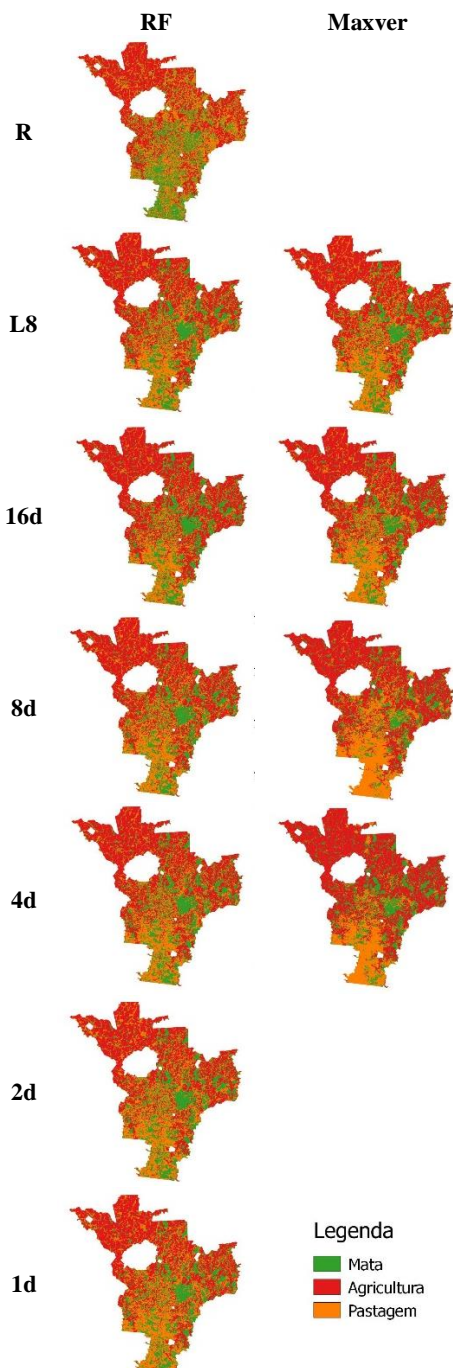 RF Maxver
R
L8
16d
8d
4d
2d
1d
Legenda
Mata
Agricultura
Pastagem